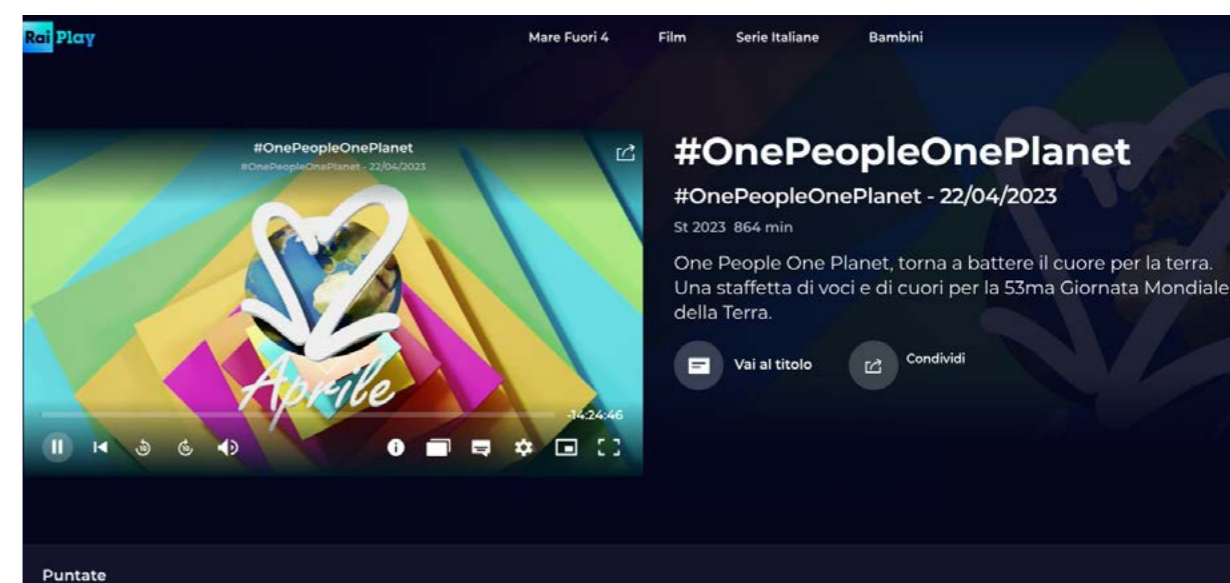 Rai Play
Mare Fuori 4 Film Serie Italiane Bambini
#OnePeopleOnePlanet
#OnePeopleOnePlanet - 22/04/2023
Aprile
-14:24:46
10 10
#OnePeopleOnePlanet
#OnePeopleOnePlanet - 22/04/2023
St 2023 864 min
One People One Planet, torna a battere il cuore per la terra.
Una staffetta di voci e di cuori per la 53ma Giornata Mondiale
della Terra.
Vai al titolo Condividi
Puntate